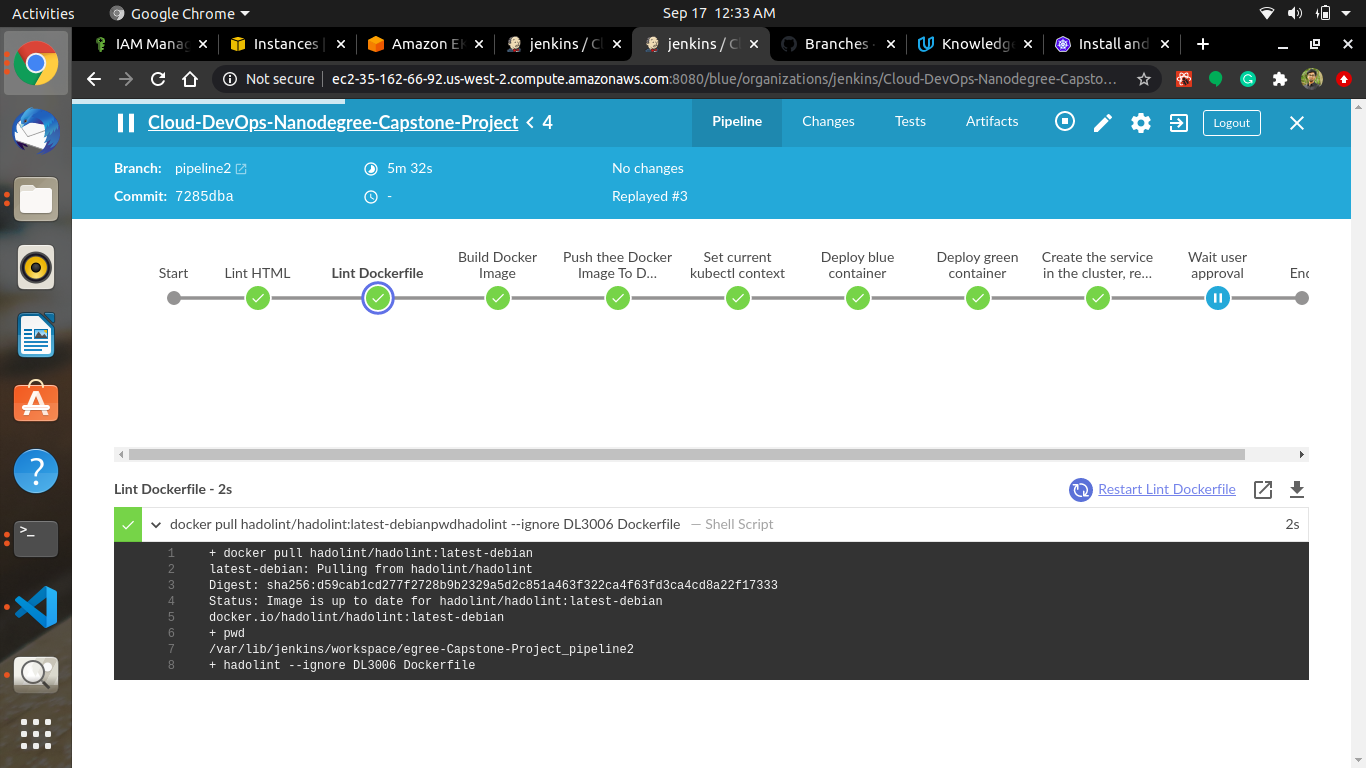 Activities
Google Chrome
Sep 17 12:33 AM
IAM Manag
Instances |
Amazon EK
jenkins / Cl
jenkins / Cl
Branches ·
Knowledge
Install and
Not secure | ec2-35-162-66-92.us-west-2.compute.amazonaws.com:8080/blue/organizations/jenkins/Cloud-DevOps-Nanodegree-Capsto…
Cloud-DevOps-Nanodegree-Capstone-Project < 4
Pipeline
Changes
Tests
Artifacts
Logout
Branch: pipeline2
5m 32s
No changes
Commit: 7285dba
-
Replayed #3
Start
Lint HTML
Lint Dockerfile
Build Docker
Image
Push thee Docker
Image To D...
Set current
kubectl context
Deploy blue
container
Deploy green
container
Create the service
in the cluster, re...
Wait user
approval
End
Lint Dockerfile - 2s
Restart Lint Dockerfile
docker pull hadolint/hadolint:latest-debianpwdhadolint --ignore DL3006 Dockerfile — Shell Script
2s
1 + docker pull hadolint/hadolint:latest-debian
2 latest-debian: Pulling from hadolint/hadolint
3 Digest: sha256:d59cab1cd277f2728b9b2329a5d2c851a463f322ca4f63fd3ca4cd8a22f17333
4 Status: Image is up to date for hadolint/hadolint:latest-debian
5 docker.io/hadolint/hadolint:latest-debian
6 + pwd
7 /var/lib/jenkins/workspace/egree-Capstone-Project_pipeline2
8 + hadolint --ignore DL3006 Dockerfile